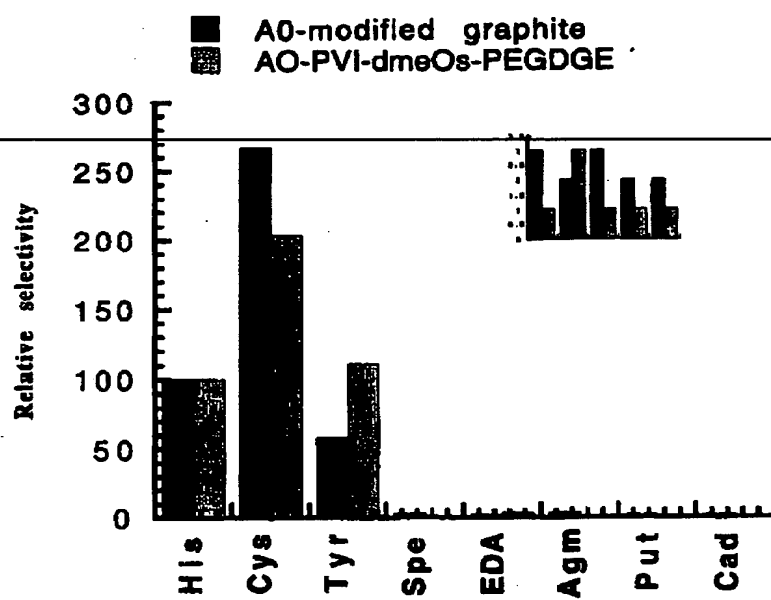 A0-modified graphite
AO-PVI-dmeOs-PEGDGE
300
250
200
150
100
50
0
Relative selectivity
His
Cys
Tyr
Spe
EDA
Agm
Put
Cad